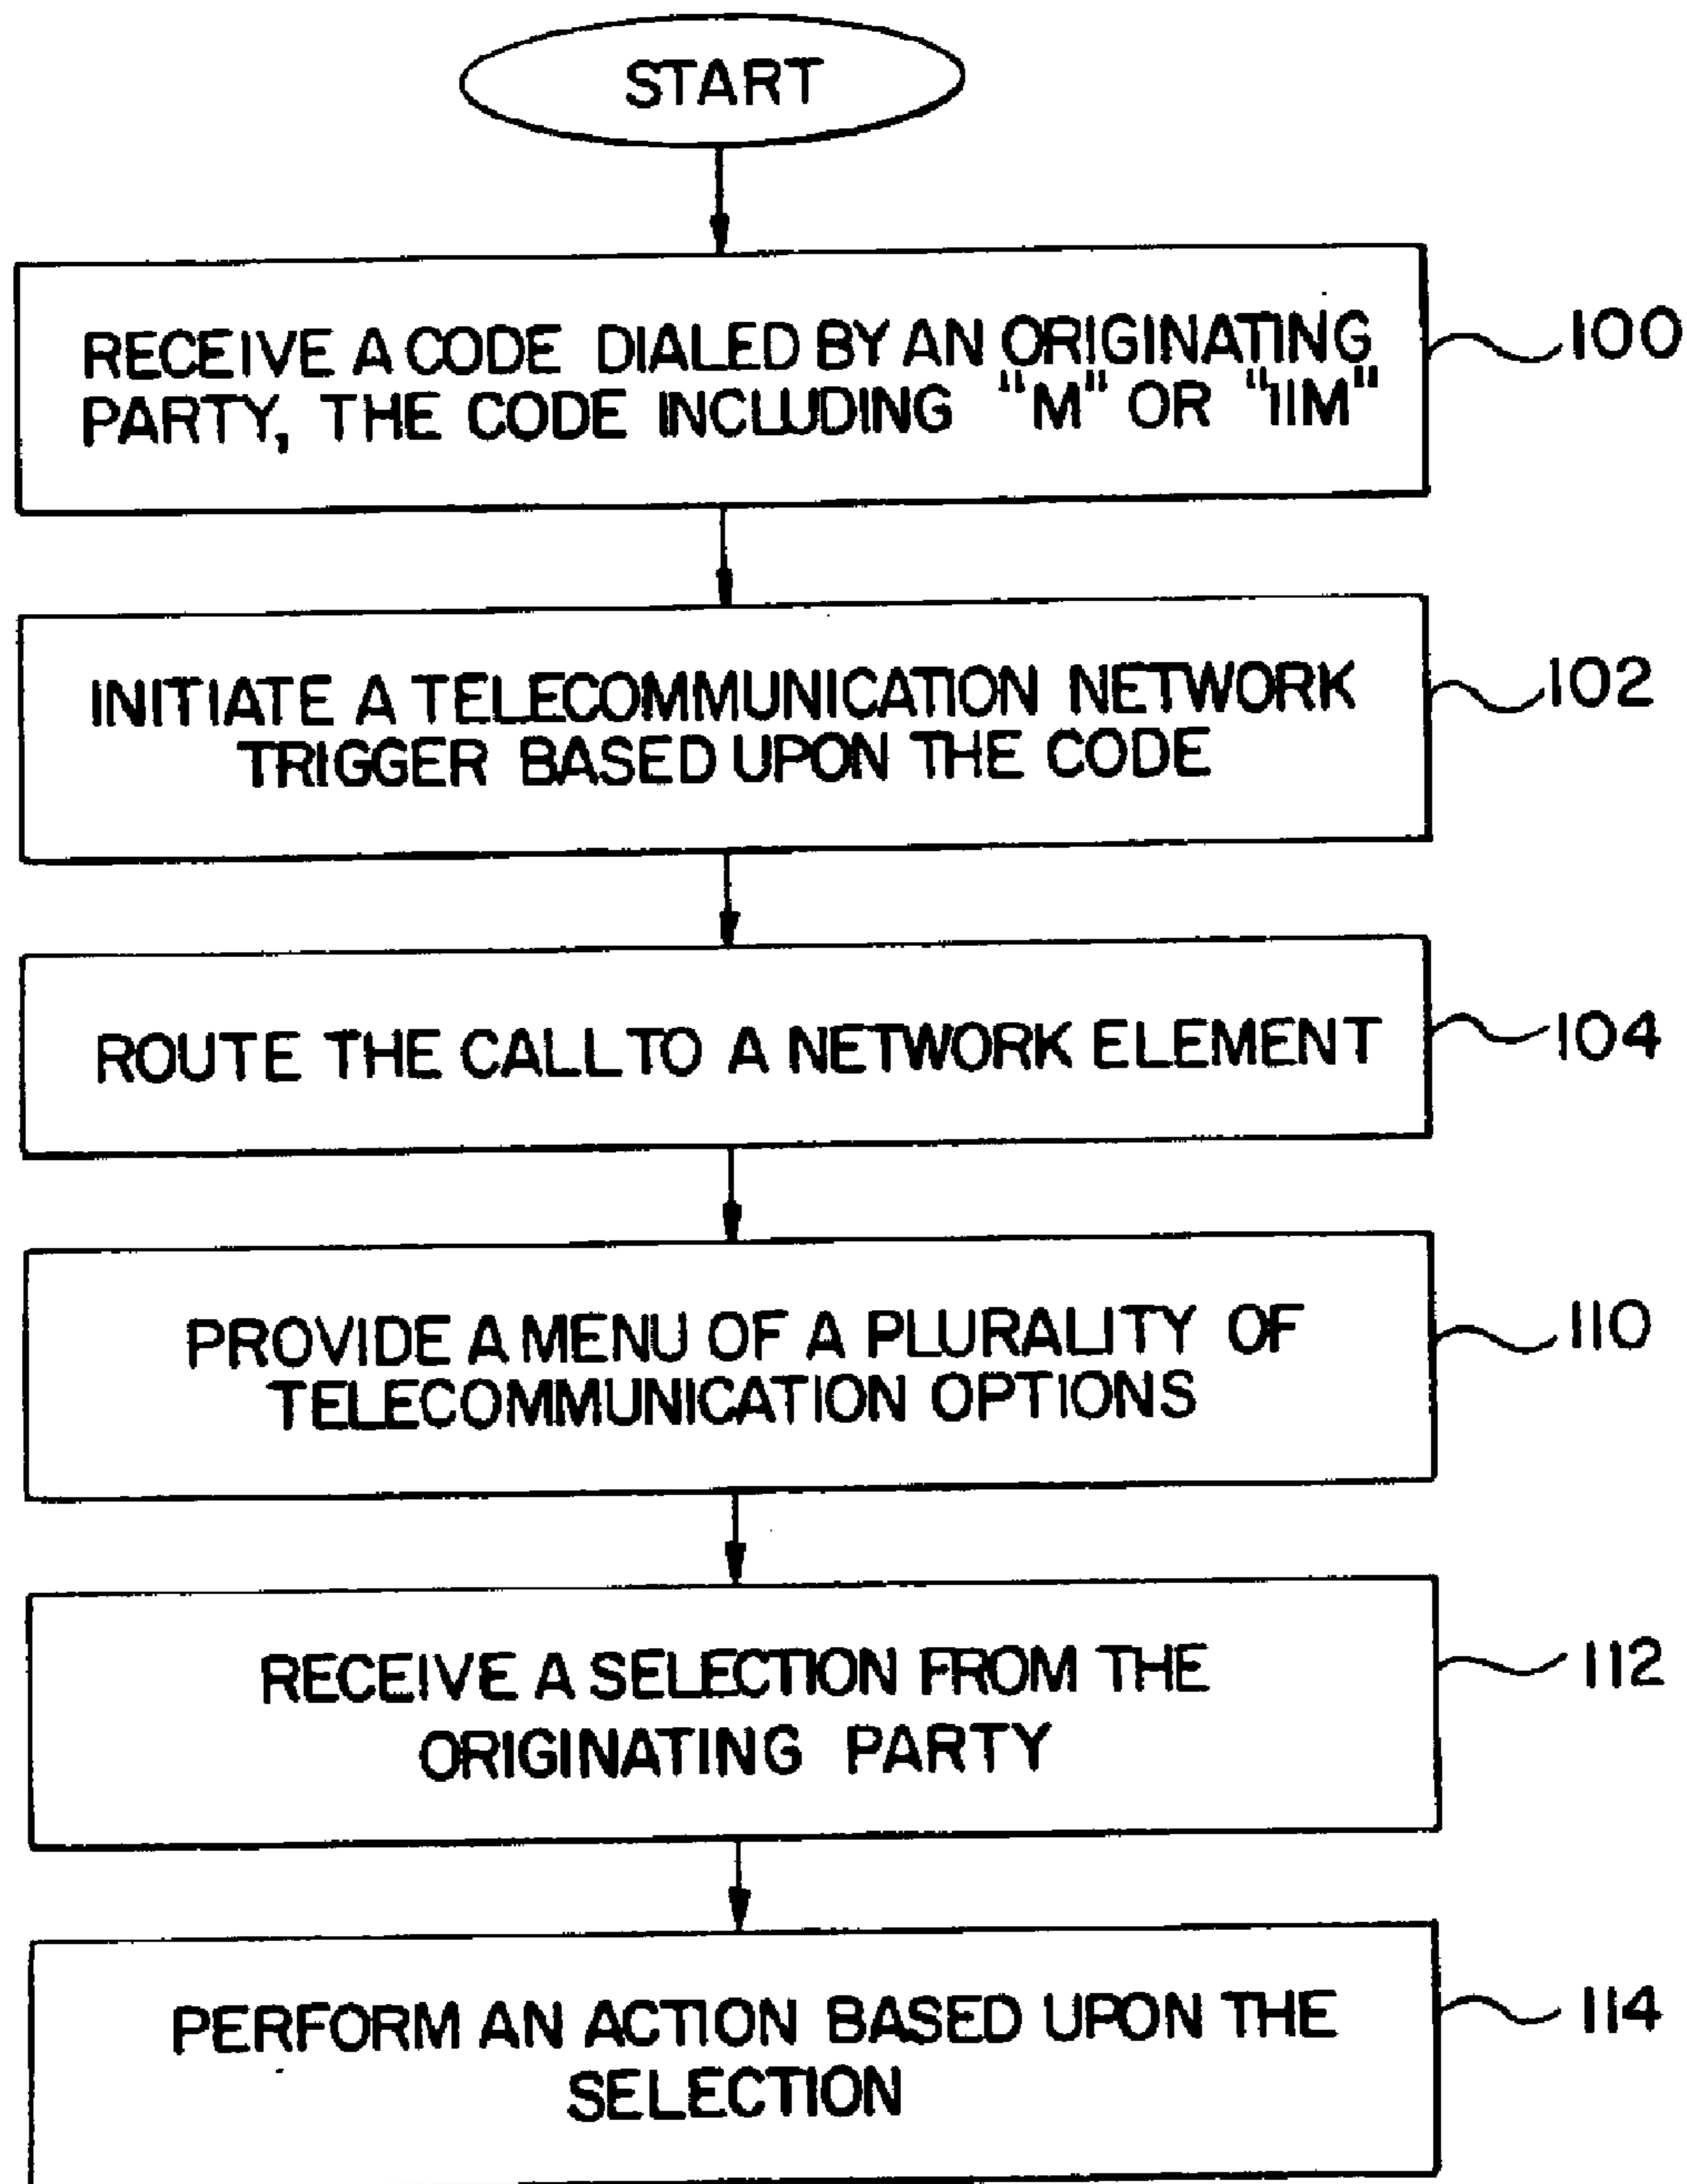 START
RECEIVE A CODE DIALED BY AN ORIGINATING
PARTY, THE CODE INCLUDING "M" OR "11M"
100
INITIATE A TELECOMMUNICATION NETWORK
TRIGGER BASED UPON THE CODE
102
ROUTE THE CALL TO A NETWORK ELEMENT
104
PROVIDE A MENU OF A PLURALITY OF
TELECOMMUNICATION OPTIONS
110
RECEIVE A SELECTION FROM THE
ORIGINATING PARTY
112
PERFORM AN ACTION BASED UPON THE
SELECTION
114